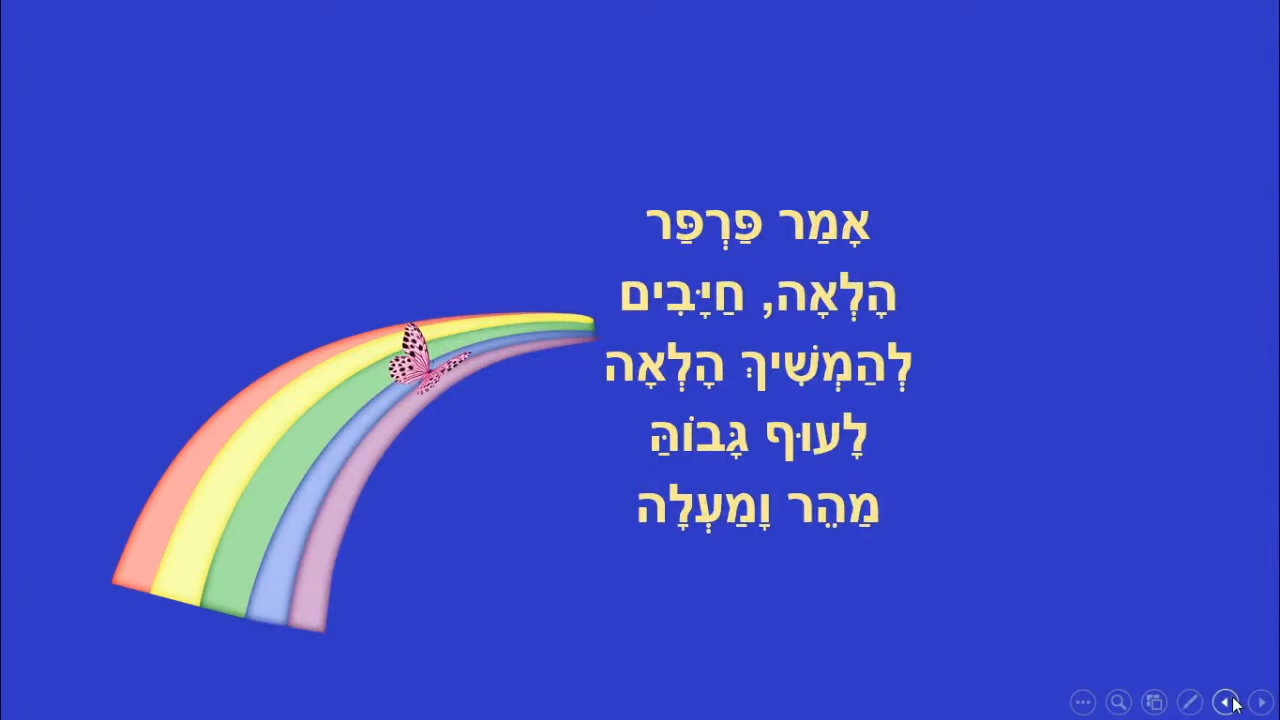 אָמַר פַּרְפַּר
הָלְאָה, חַיָּבִים
לְהַמְשִׁיךְ הָלְאָה
לָעוּף גָּבוֹהַּ
מַהֵר וָמַעְלָה